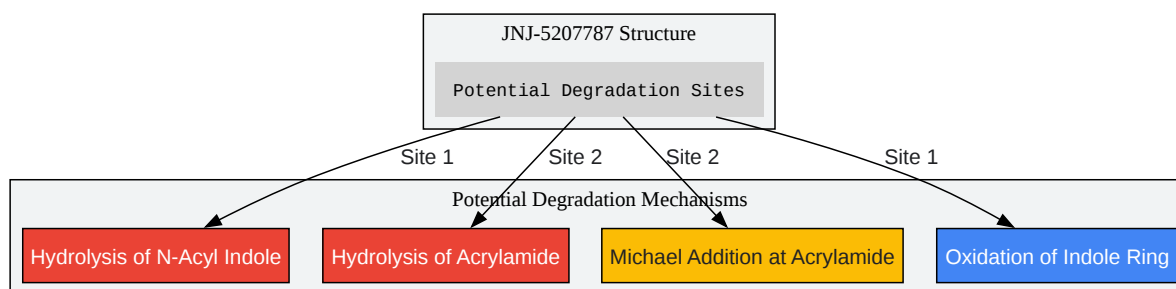 JNJ-5207787 Structure
Potential Degradation Sites
Site 1
Site 2
Site 2
Site 1
Potential Degradation Mechanisms
Hydrolysis of N-Acyl Indole
Hydrolysis of Acrylamide
Michael Addition at Acrylamide
Oxidation of Indole Ring